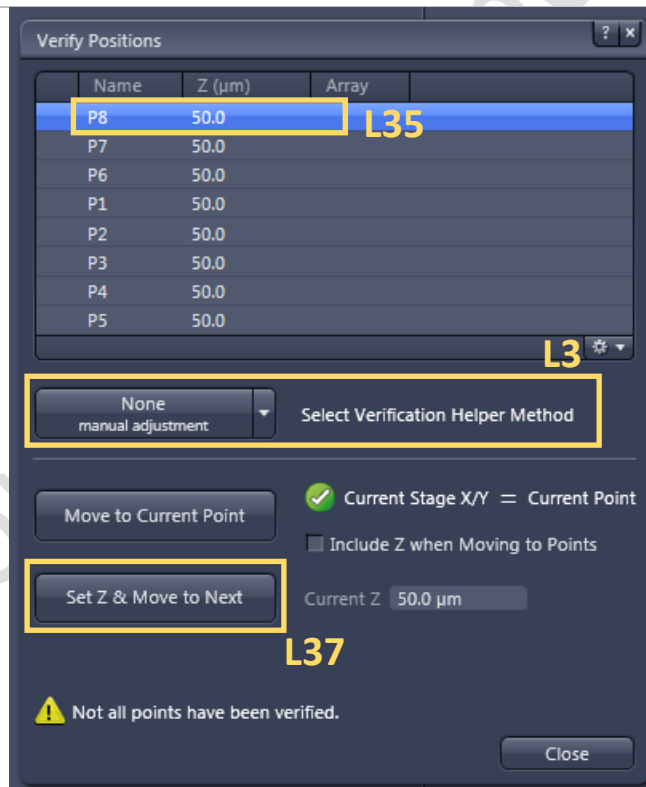 Verify Positions ? ×
Name Z (µm) Array
P8 50.0 L35
P7 50.0
P6 50.0
P1 50.0
P2 50.0
P3 50.0
P4 50.0
P5 50.0
L3
None
manual adjustment
Select Verification Helper Method
Move to Current Point
Current Stage X/Y = Current Point
Include Z when Moving to Points
Set Z & Move to Next
Current Z 50.0 µm
L37
Not all points have been verified.
Close